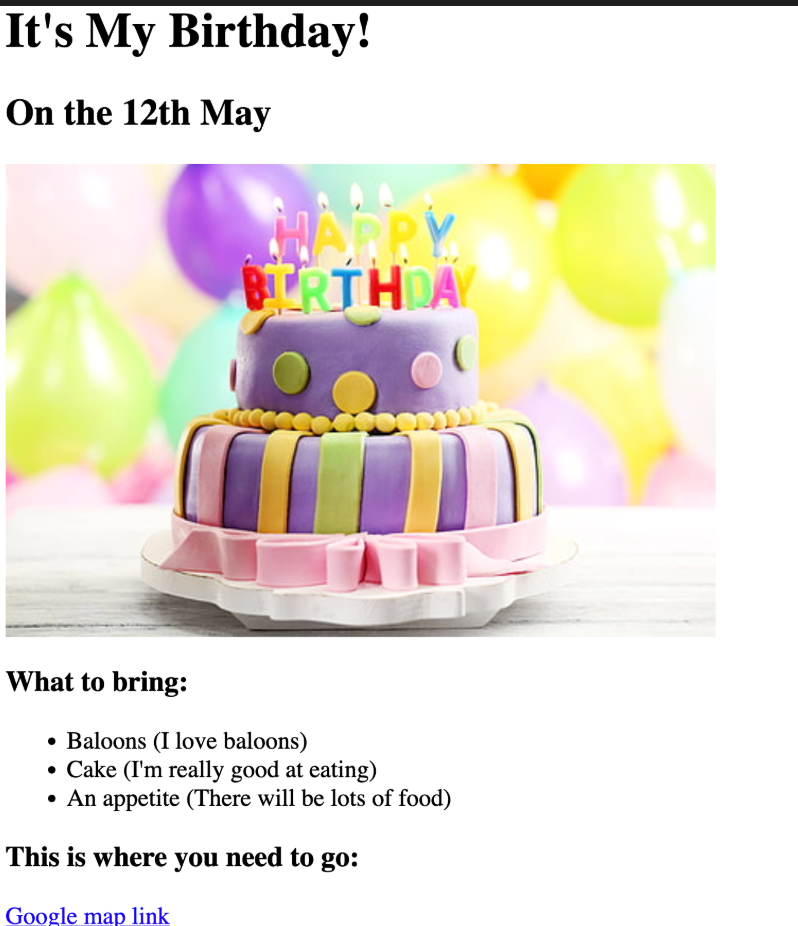 It's My Birthday!
On the 12th May
HAPPY
BIRTHDAY
What to bring:
Baloons (I love baloons)
Cake (I'm really good at eating)
An appetite (There will be lots of food)
This is where you need to go:
Google map link